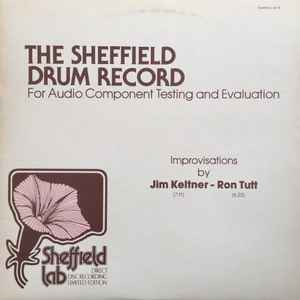 THE SHEFFIELD
DRUM RECORD
For Audio Component Testing and Evaluation
Improvisations
by
Jim Keltner - Ron Tutt
Sheffield
Lab
DIRECT
DISC RECORDING
LIMITED EDITION